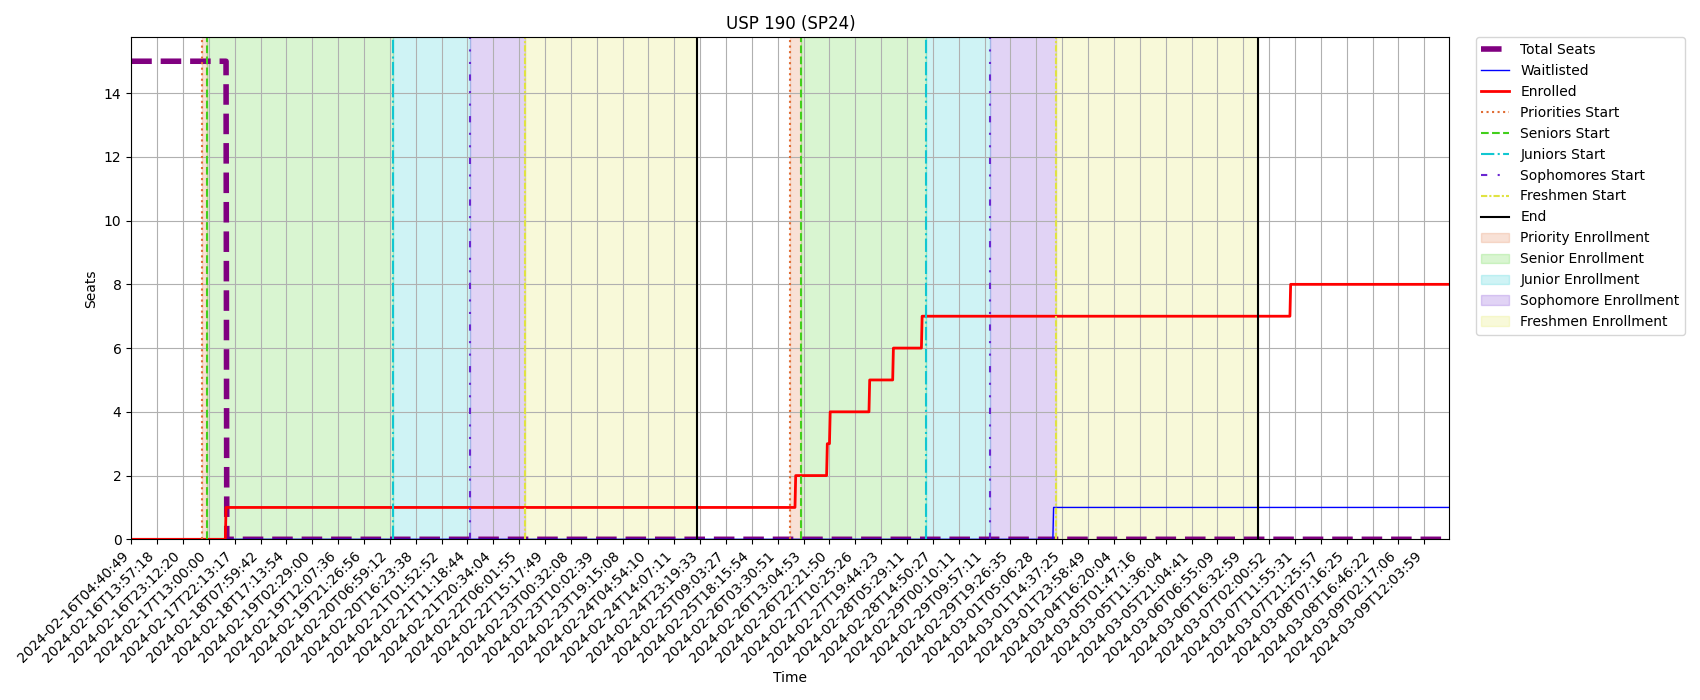 USP 190 (SP24)
Seats
14
12
10
8
6
4
2
0
2024-02-16T04:40:49
2024-02-16T13:57:18
2024-02-16T23:12:20
2024-02-17T13:00:00
2024-02-17T22:13:17
2024-02-18T07:59:42
2024-02-18T17:13:54
2024-02-19T02:29:00
2024-02-19T12:07:36
2024-02-19T21:26:56
2024-02-20T06:59:12
2024-02-20T16:23:38
2024-02-21T01:52:52
2024-02-21T11:18:44
2024-02-21T20:34:04
2024-02-22T06:01:55
2024-02-22T15:17:49
2024-02-23T00:32:08
2024-02-23T10:02:39
2024-02-23T19:15:08
2024-02-24T04:54:10
2024-02-24T14:07:11
2024-02-24T23:19:33
2024-02-25T09:03:27
2024-02-25T18:15:54
2024-02-26T03:30:51
2024-02-26T13:04:53
2024-02-26T22:21:50
2024-02-27T10:25:26
2024-02-27T19:44:23
2024-02-28T05:29:11
2024-02-28T14:50:27
2024-02-29T00:10:11
2024-02-29T09:57:11
2024-02-29T19:26:35
2024-03-01T05:06:28
2024-03-01T14:37:25
2024-03-01T23:58:49
2024-03-04T16:20:04
2024-03-05T01:47:16
2024-03-05T11:36:04
2024-03-05T21:04:41
2024-03-06T06:55:09
2024-03-06T16:32:59
2024-03-07T02:00:52
2024-03-07T11:55:31
2024-03-07T21:25:57
2024-03-08T07:16:25
2024-03-08T16:46:22
2024-03-09T02:17:06
2024-03-09T12:03:59
Time
Total Seats
Waitlisted
Enrolled
Priorities Start
Seniors Start
Juniors Start
Sophomores Start
Freshmen Start
End
Priority Enrollment
Senior Enrollment
Junior Enrollment
Sophomore Enrollment
Freshmen Enrollment